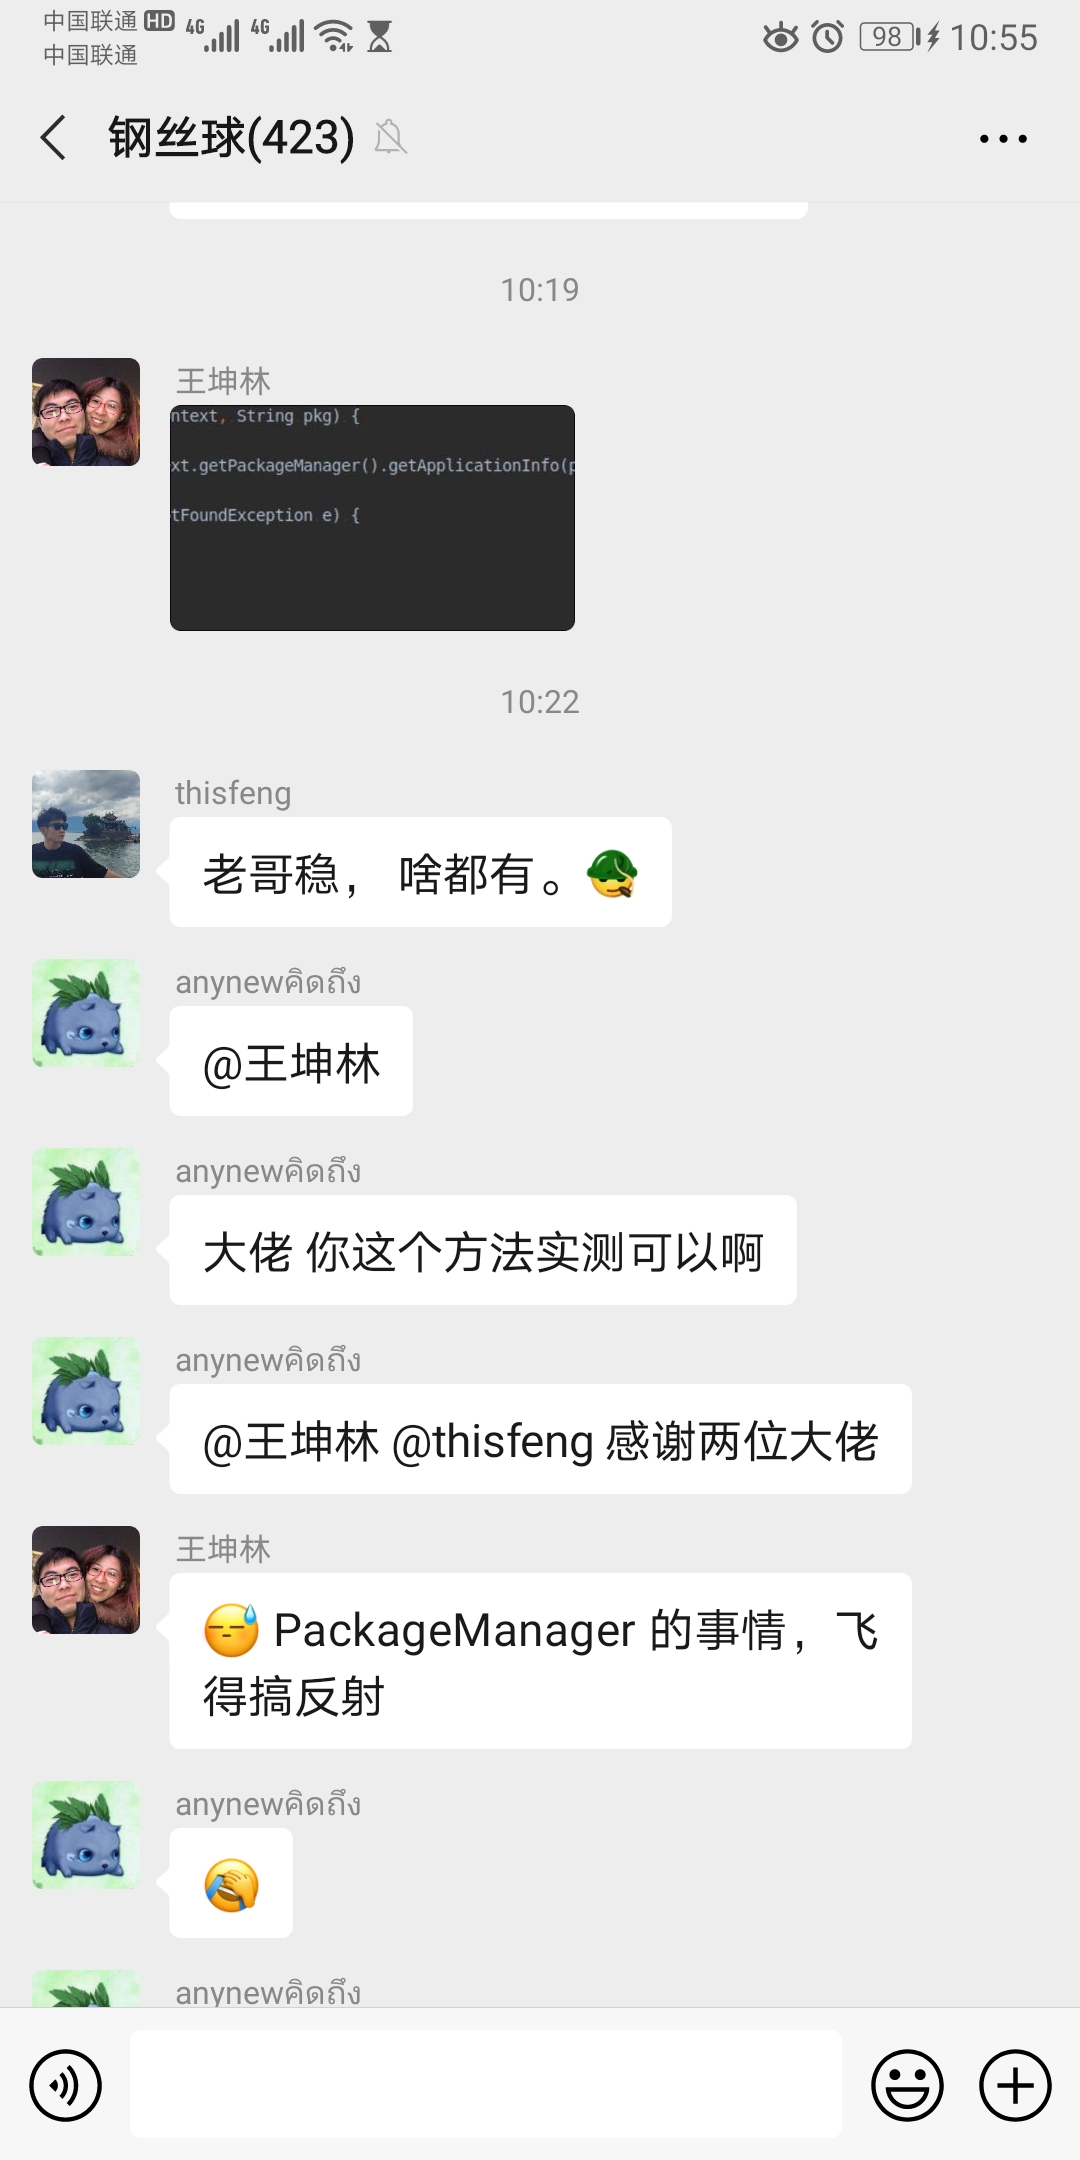 中国联通 HD 4G 4G 98 10:55
中国联通
钢丝球(423)
10:19
王坤林
ntext, String pkg) {
xt.getPackageManager().getApplicationInfo(p
tFoundException e) {
10:22
thisfeng
老哥稳， 啥都有。
anynewคิดถึง
@王坤林
anynewคิดถึง
大佬 你这个方法实测可以啊
anynewคิดถึง
@王坤林 @thisfeng 感谢两位大佬
王坤林
😅 PackageManager 的事情， 飞
得搞反射
anynewคิดถึง
anynewคิดถึง